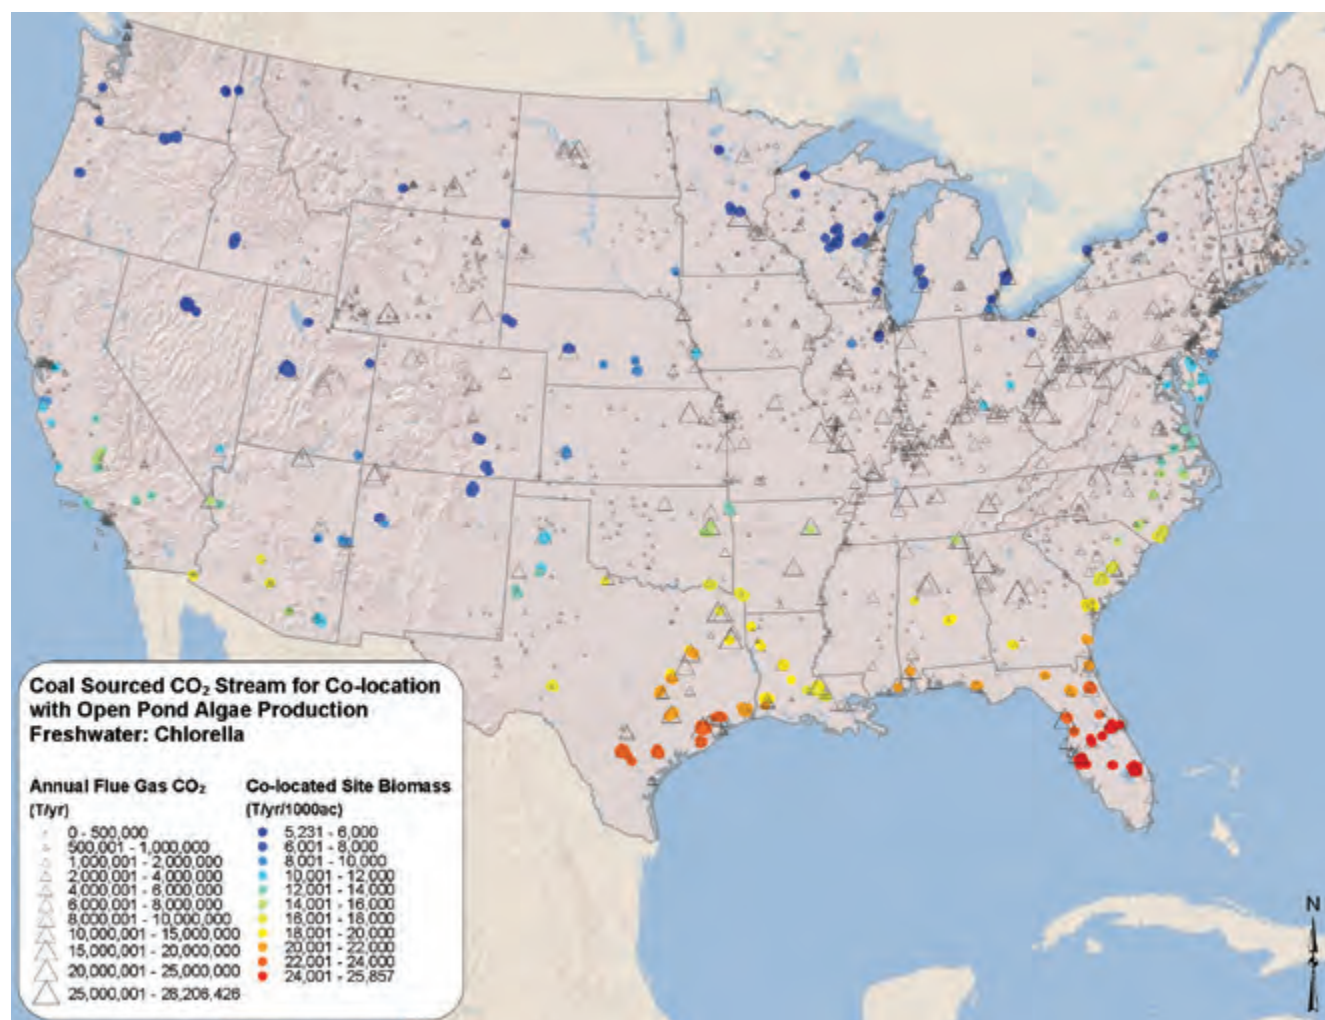 Coal Sourced CO₂ Stream for Co-location
with Open Pond Algae Production
Freshwater: Chlorella
Annual Flue Gas CO₂
(T/yr)
0 - 500,000
500,001 - 1,000,000
1,000,001 - 2,000,000
2,000,001 - 4,000,000
4,000,001 - 6,000,000
6,000,001 - 8,000,000
8,000,001 - 10,000,000
10,000,001 - 15,000,000
15,000,001 - 20,000,000
20,000,001 - 25,000,000
25,000,001 - 28,206,426
Co-located Site Biomass
(T/yr/1000ac)
5,231 - 6,000
6,001 - 8,000
8,001 - 10,000
10,001 - 12,000
12,001 - 14,000
14,001 - 16,000
16,001 - 18,000
18,001 - 20,000
20,001 - 22,000
22,001 - 24,000
24,001 - 25,857
N